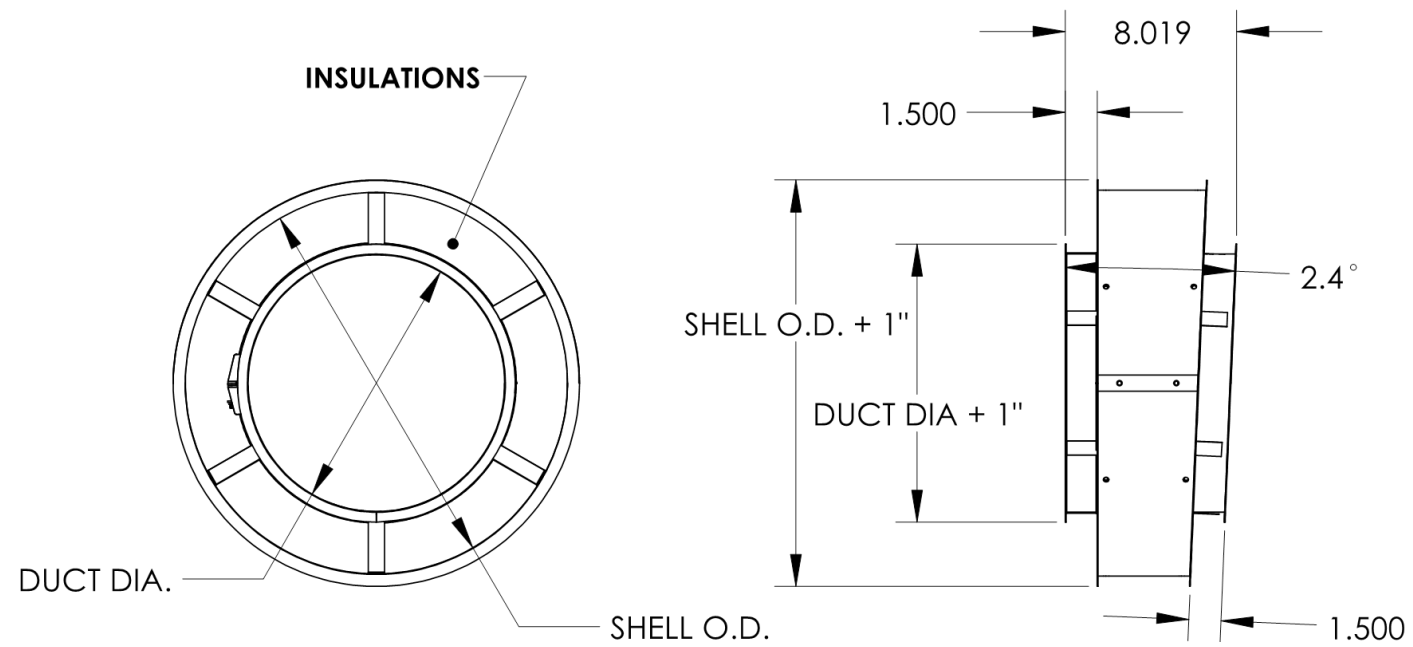 8.019
INSULATIONS
1.500
2.4°
SHELL O.D. + 1"
DUCT DIA + 1"
DUCT DIA.
SHELL O.D.
1.500